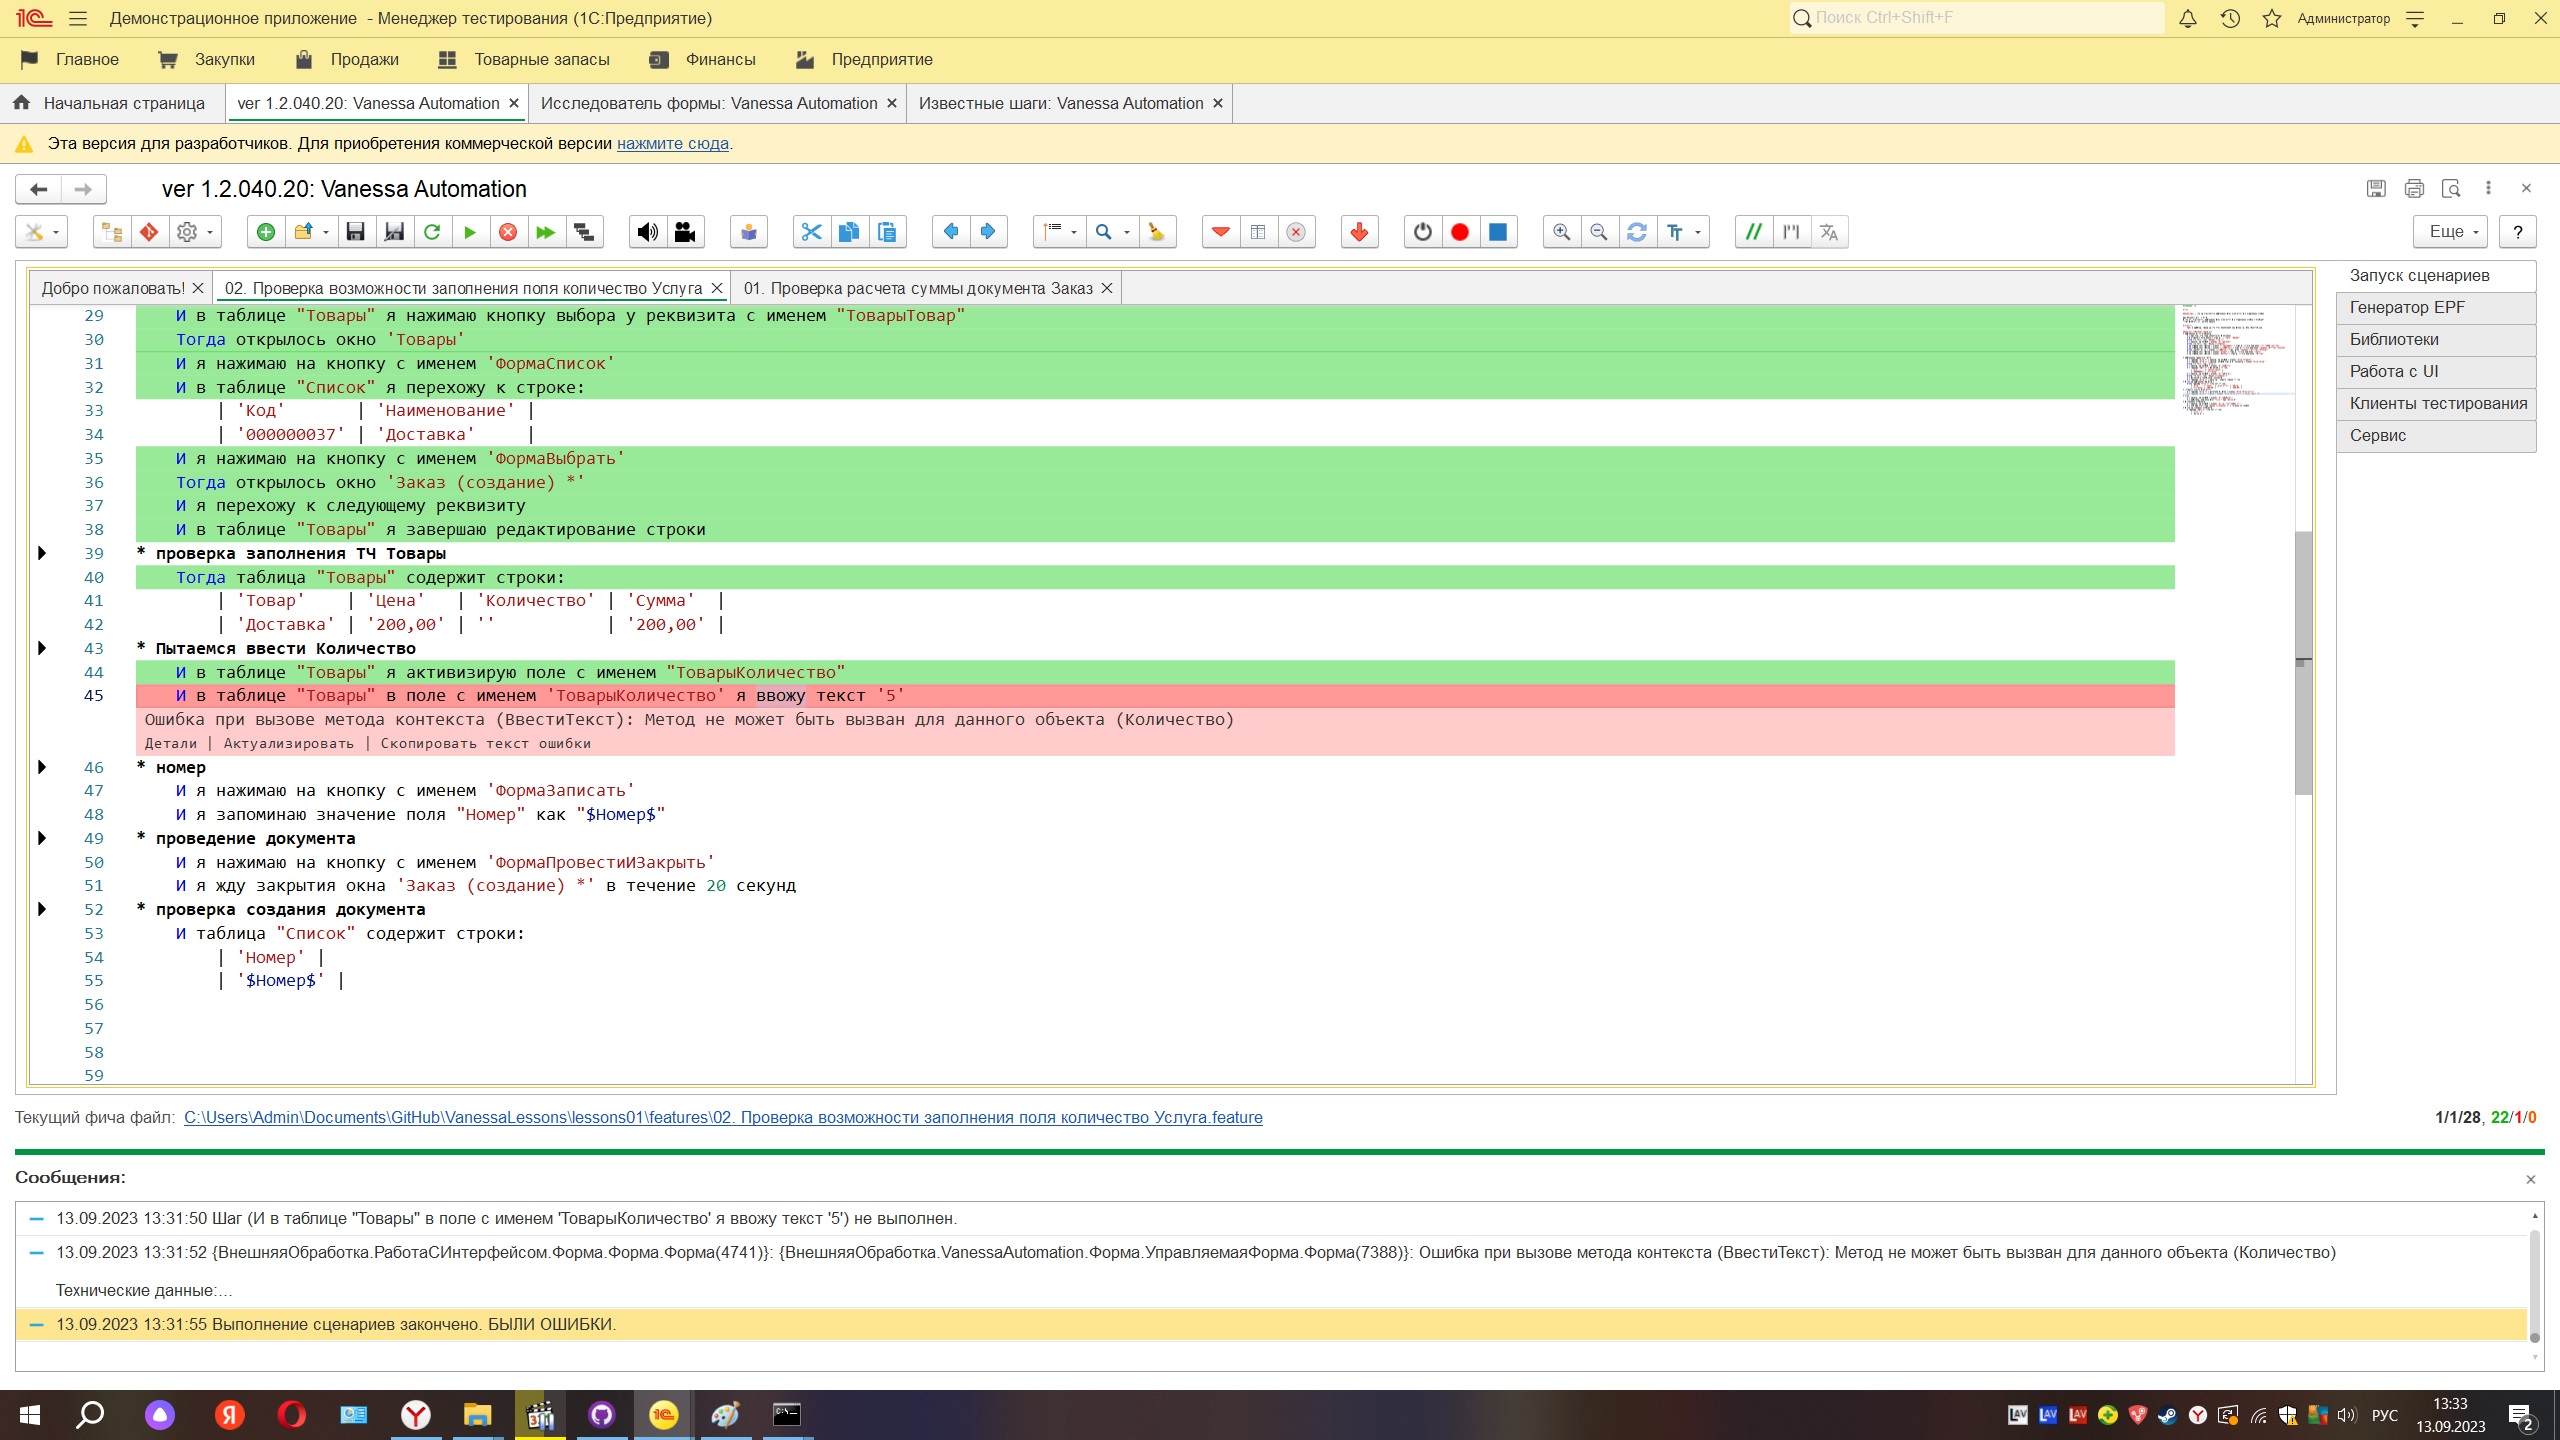 Демонстрационное приложение - Менеджер тестирования (1С:Предприятие)
Поиск Ctrl+Shift+F
Администратор
Главное
Закупки
Продажи
Товарные запасы
Финансы
Предприятие
Начальная страница
ver 1.2.040.20: Vanessa Automation
Исследователь формы: Vanessa Automation
Известные шаги: Vanessa Automation
Эта версия для разработчиков. Для приобретения коммерческой версии нажмите сюда.
ver 1.2.040.20: Vanessa Automation
Еще
?
Добро пожаловать!
02. Проверка возможности заполнения поля количество Услуга
01. Проверка расчета суммы документа Заказ
29 И в таблице "Товары" я нажимаю кнопку выбора у реквизита с именем "ТоварыТовар"
30 Тогда открылось окно 'Товары'
31 И я нажимаю на кнопку с именем 'ФормаСписок'
32 И в таблице "Список" я перехожу к строке:
33 | 'Код' | 'Наименование' |
34 | '000000037' | 'Доставка' |
35 И я нажимаю на кнопку с именем 'ФормаВыбрать'
36 Тогда открылось окно 'Заказ (создание) *'
37 И я перехожу к следующему реквизиту
38 И в таблице "Товары" я завершаю редактирование строки
39 * проверка заполнения ТЧ Товары
40 Тогда таблица "Товары" содержит строки:
41 | 'Товар' | 'Цена' | 'Количество' | 'Сумма' |
42 | 'Доставка' | '200,00' | '' | '200,00' |
43 * Пытаемся ввести Количество
44 И в таблице "Товары" я активизирую поле с именем "ТоварыКоличество"
45 И в таблице "Товары" в поле с именем 'ТоварыКоличество' я ввожу текст '5'
Ошибка при вызове метода контекста (ВвестиТекст): Метод не может быть вызван для данного объекта (Количество)
Детали | Актуализировать | Скопировать текст ошибки
46 * номер
47 И я нажимаю на кнопку с именем 'ФормаЗаписать'
48 И я запоминаю значение поля "Номер" как "$Номер$"
49 * проведение документа
50 И я нажимаю на кнопку с именем 'ФормаПровестиИЗакрыть'
51 И я жду закрытия окна 'Заказ (создание) *' в течение 20 секунд
52 * проверка создания документа
53 И таблица "Список" содержит строки:
54 | 'Номер' |
55 | '$Номер$' |
56
57
58
59
Запуск сценариев
Генератор EPF
Библиотеки
Работа с UI
Клиенты тестирования
Сервис
Текущий фича файл: C:\Users\Admin\Documents\GitHub\VanessaLessons\lessons01\features\02. Проверка возможности заполнения поля количество Услуга.feature
1/1/28, 22/1/0
Сообщения:
13.09.2023 13:31:50 Шаг (И в таблице "Товары" в поле с именем 'ТоварыКоличество' я ввожу текст '5') не выполнен.
13.09.2023 13:31:52 {ВнешняяОбработка.РаботаСИнтерфейсом.Форма.Форма.Форма(4741)}: {ВнешняяОбработка.VanessaAutomation.Форма.УправляемаяФорма.Форма(7388)}: Ошибка при вызове метода контекста (ВвестиТекст): Метод не может быть вызван для данного объекта (Количество)
Технические данные:...
13.09.2023 13:31:55 Выполнение сценариев закончено. БЫЛИ ОШИБКИ.
РУС
13:33
13.09.2023
2